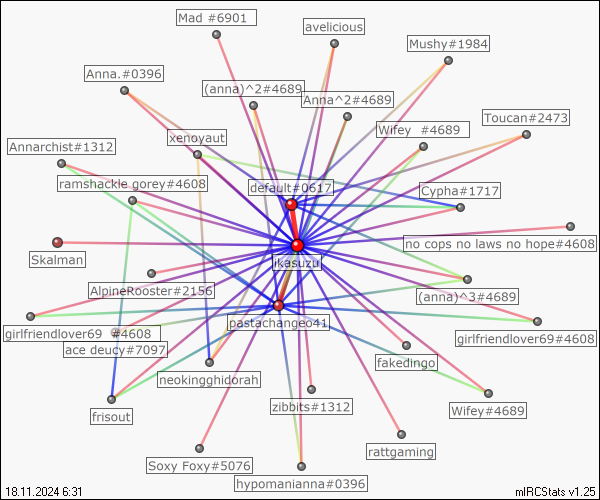 Mad #6901
avelicious
Mushy#1984
Anna.#0396
(anna)^2#4689
Anna^2#4689
Toucan#2473
Wifey  #4689
xenoyaut
Annarchist#1312
ramshackle gorey#4608
default#0617
Cypha#1717
no cops no laws no hope#4608
Skalman
ikasuzu
AlpineRooster#2156
(anna)^3#4689
pastachangeo41
girlfriendlover69  #4608
girlfriendlover69#4608
ace deucy#7097
fakedingo
neokingghidorah
zibbits#1312
Wifey#4689
frisout
rattgaming
Soxy Foxy#5076
hypomanianna#0396
18.11.2024 6:31
mIRCStats v1.25